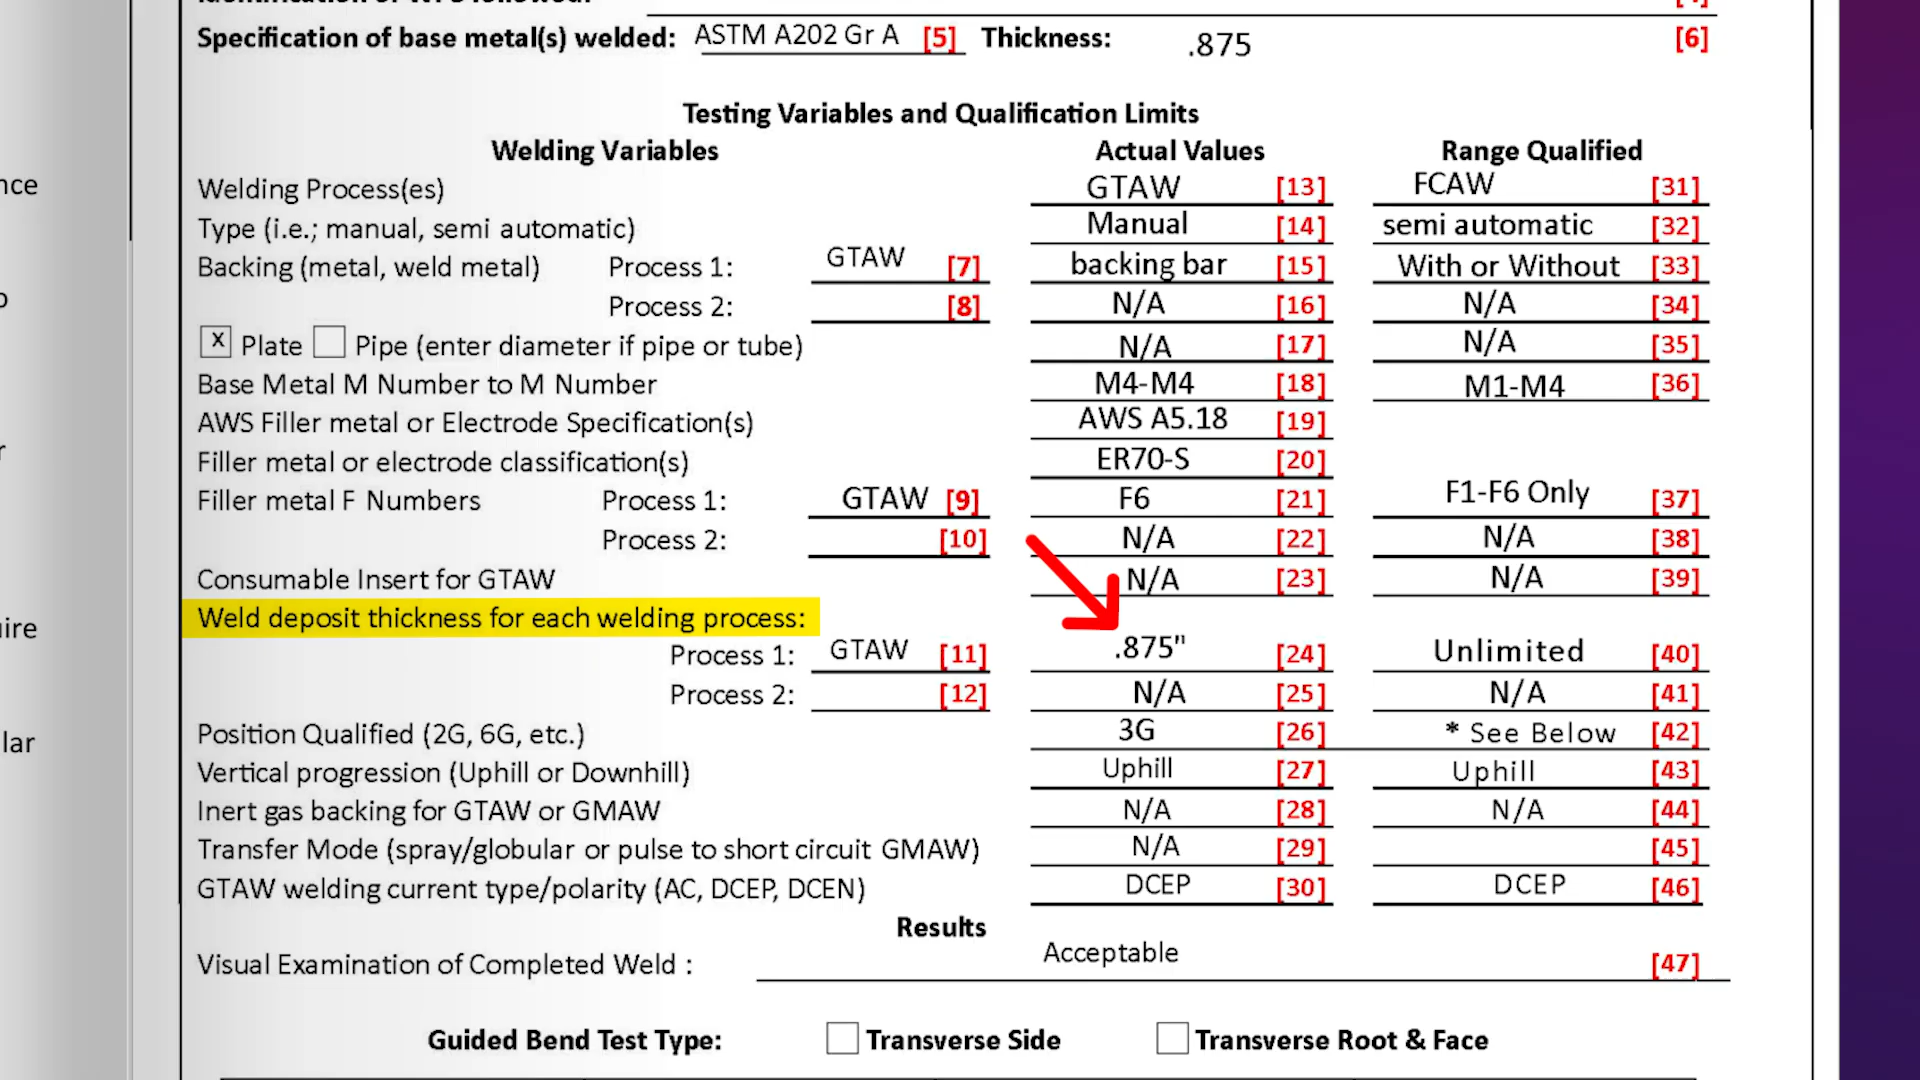 Specification of base metal(s) welded: ASTM A202 Gr A [5] Thickness: .875 [6]
Testing Variables and Qualification Limits
Welding Variables Actual Values Range Qualified
Welding Process(es) GTAW [13] FCAW [31]
Type (i.e.; manual, semi automatic) Manual [14] semi automatic [32]
Backing (metal, weld metal) Process 1: GTAW [7] backing bar [15] With or Without [33]
Process 2: [8] N/A [16] N/A [34]
x Plate Pipe (enter diameter if pipe or tube) N/A [17] N/A [35]
Base Metal M Number to M Number M4-M4 [18] M1-M4 [36]
AWS Filler metal or Electrode Specification(s) AWS A5.18 [19]
Filler metal or electrode classification(s) ER70-S [20]
Filler metal F Numbers Process 1: GTAW [9] F6 [21] F1-F6 Only [37]
Process 2: [10] N/A [22] N/A [38]
Consumable Insert for GTAW N/A [23] N/A [39]
Weld deposit thickness for each welding process:
Process 1: GTAW [11] .875" [24] Unlimited [40]
Process 2: [12] N/A [25] N/A [41]
Position Qualified (2G, 6G, etc.) 3G [26] * See Below [42]
Vertical progression (Uphill or Downhill) Uphill [27] Uphill [43]
Inert gas backing for GTAW or GMAW N/A [28] N/A [44]
Transfer Mode (spray/globular or pulse to short circuit GMAW) N/A [29] [45]
GTAW welding current type/polarity (AC, DCEP, DCEN) DCEP [30] DCEP [46]
Results
Visual Examination of Completed Weld : Acceptable [47]
Guided Bend Test Type: Transverse Side Transverse Root & Face